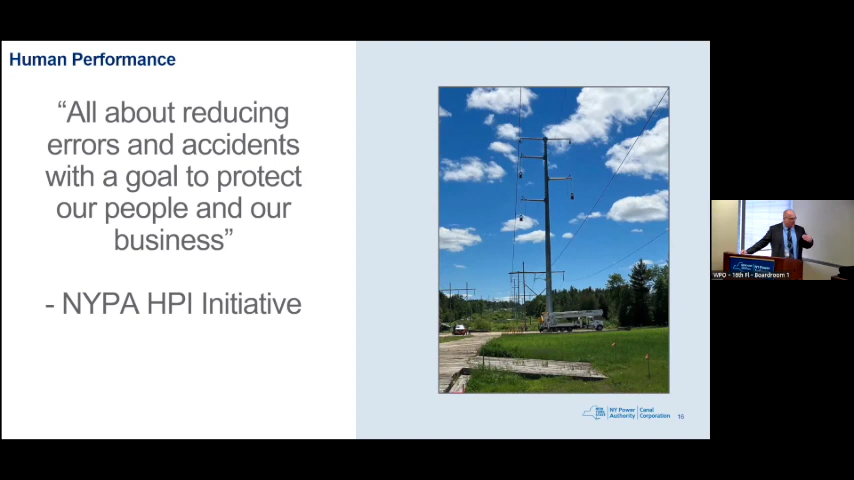 Human Performance
“All about reducing
errors and accidents
with a goal to protect
our people and our
business”
- NYPA HPI Initiative
NY Power
Authority
Canal
Corporation
16
WPO - 16th Fl - Boardroom 1